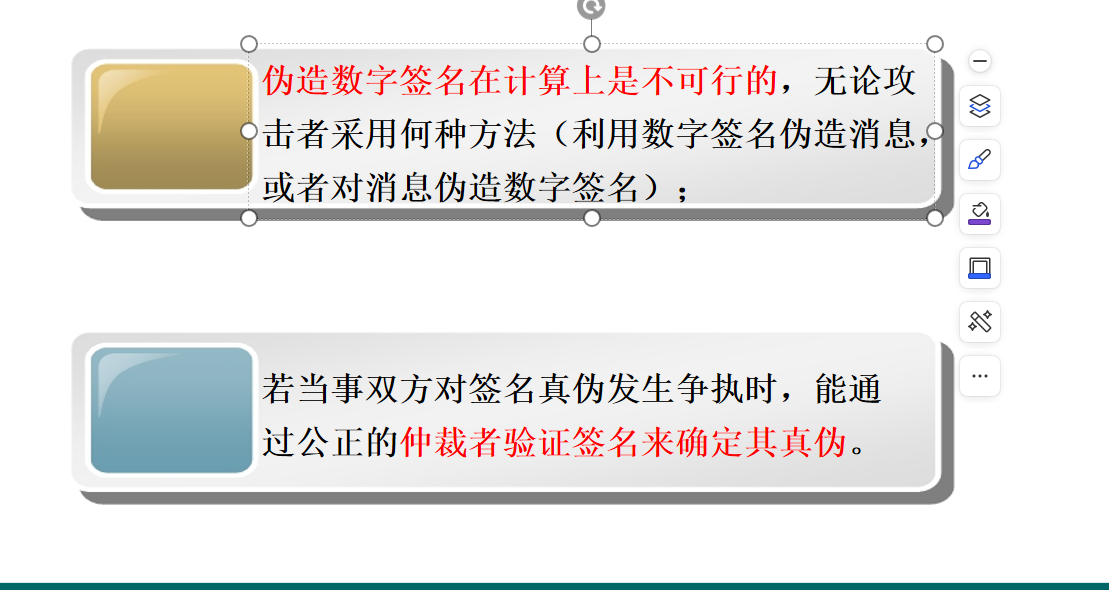 伪造数字签名在计算上是不可行的，无论攻
击者采用何种方法（利用数字签名伪造消息，
或者对消息伪造数字签名）；
若当事双方对签名真伪发生争执时，能通
过公正的仲裁者验证签名来确定其真伪。